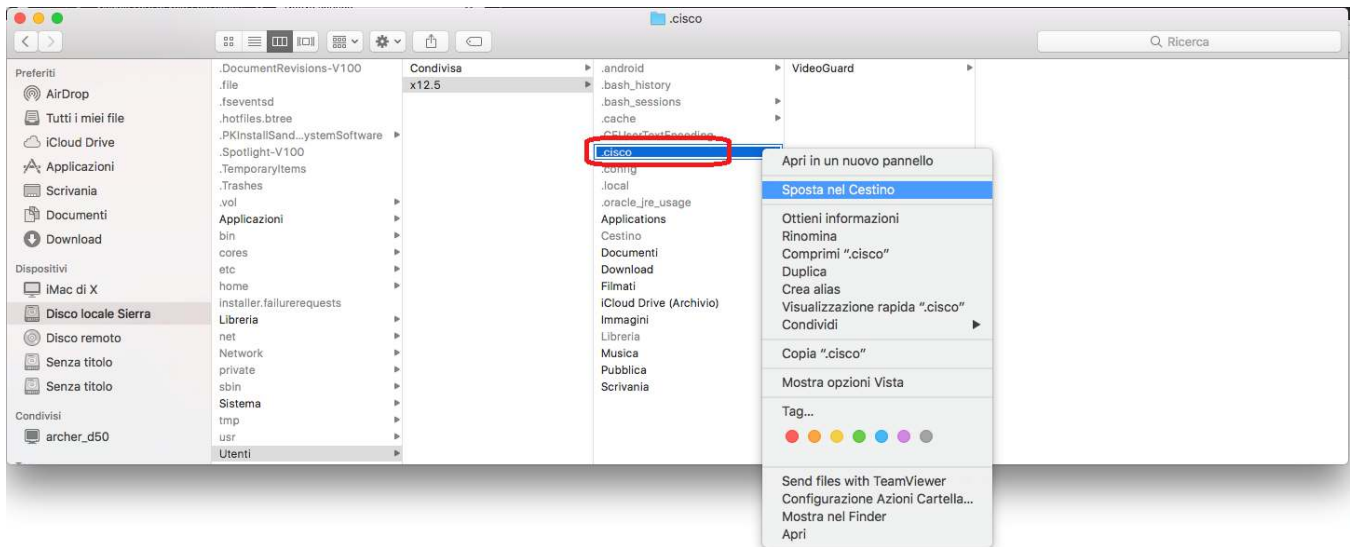 .cisco
Ricerca
Preferiti
AirDrop
Tutti i miei file
iCloud Drive
Applicazioni
Scrivania
Documenti
Download
Dispositivi
iMac di X
Disco locale Sierra
Disco remoto
Senza titolo
Senza titolo
Condivisi
archer_d50
.DocumentRevisions-V100
.file
.fseventsd
.hotfiles.btree
.PKInstallSand...ystemSoftware
.Spotlight-V100
.TemporaryItems
.Trashes
.vol
Applicazioni
bin
cores
etc
home
installer.failurerequests
Libreria
net
Network
private
sbin
Sistema
tmp
usr
Utenti
Condivisa
x12.5
.android
.bash_history
.bash_sessions
.cache
.CFUserTextEncoding
.cisco
.config
.local
.oracle_jre_usage
Applications
Cestino
Documenti
Download
Filmati
iCloud Drive (Archivio)
Immagini
Libreria
Musica
Pubblica
Scrivania
VideoGuard
Apri in un nuovo pannello
Sposta nel Cestino
Ottieni informazioni
Rinomina
Comprimi “.cisco”
Duplica
Crea alias
Visualizzazione rapida “.cisco”
Condividi
Copia “.cisco”
Mostra opzioni Vista
Tag...
Send files with TeamViewer
Configurazione Azioni Cartella...
Mostra nel Finder
Apri